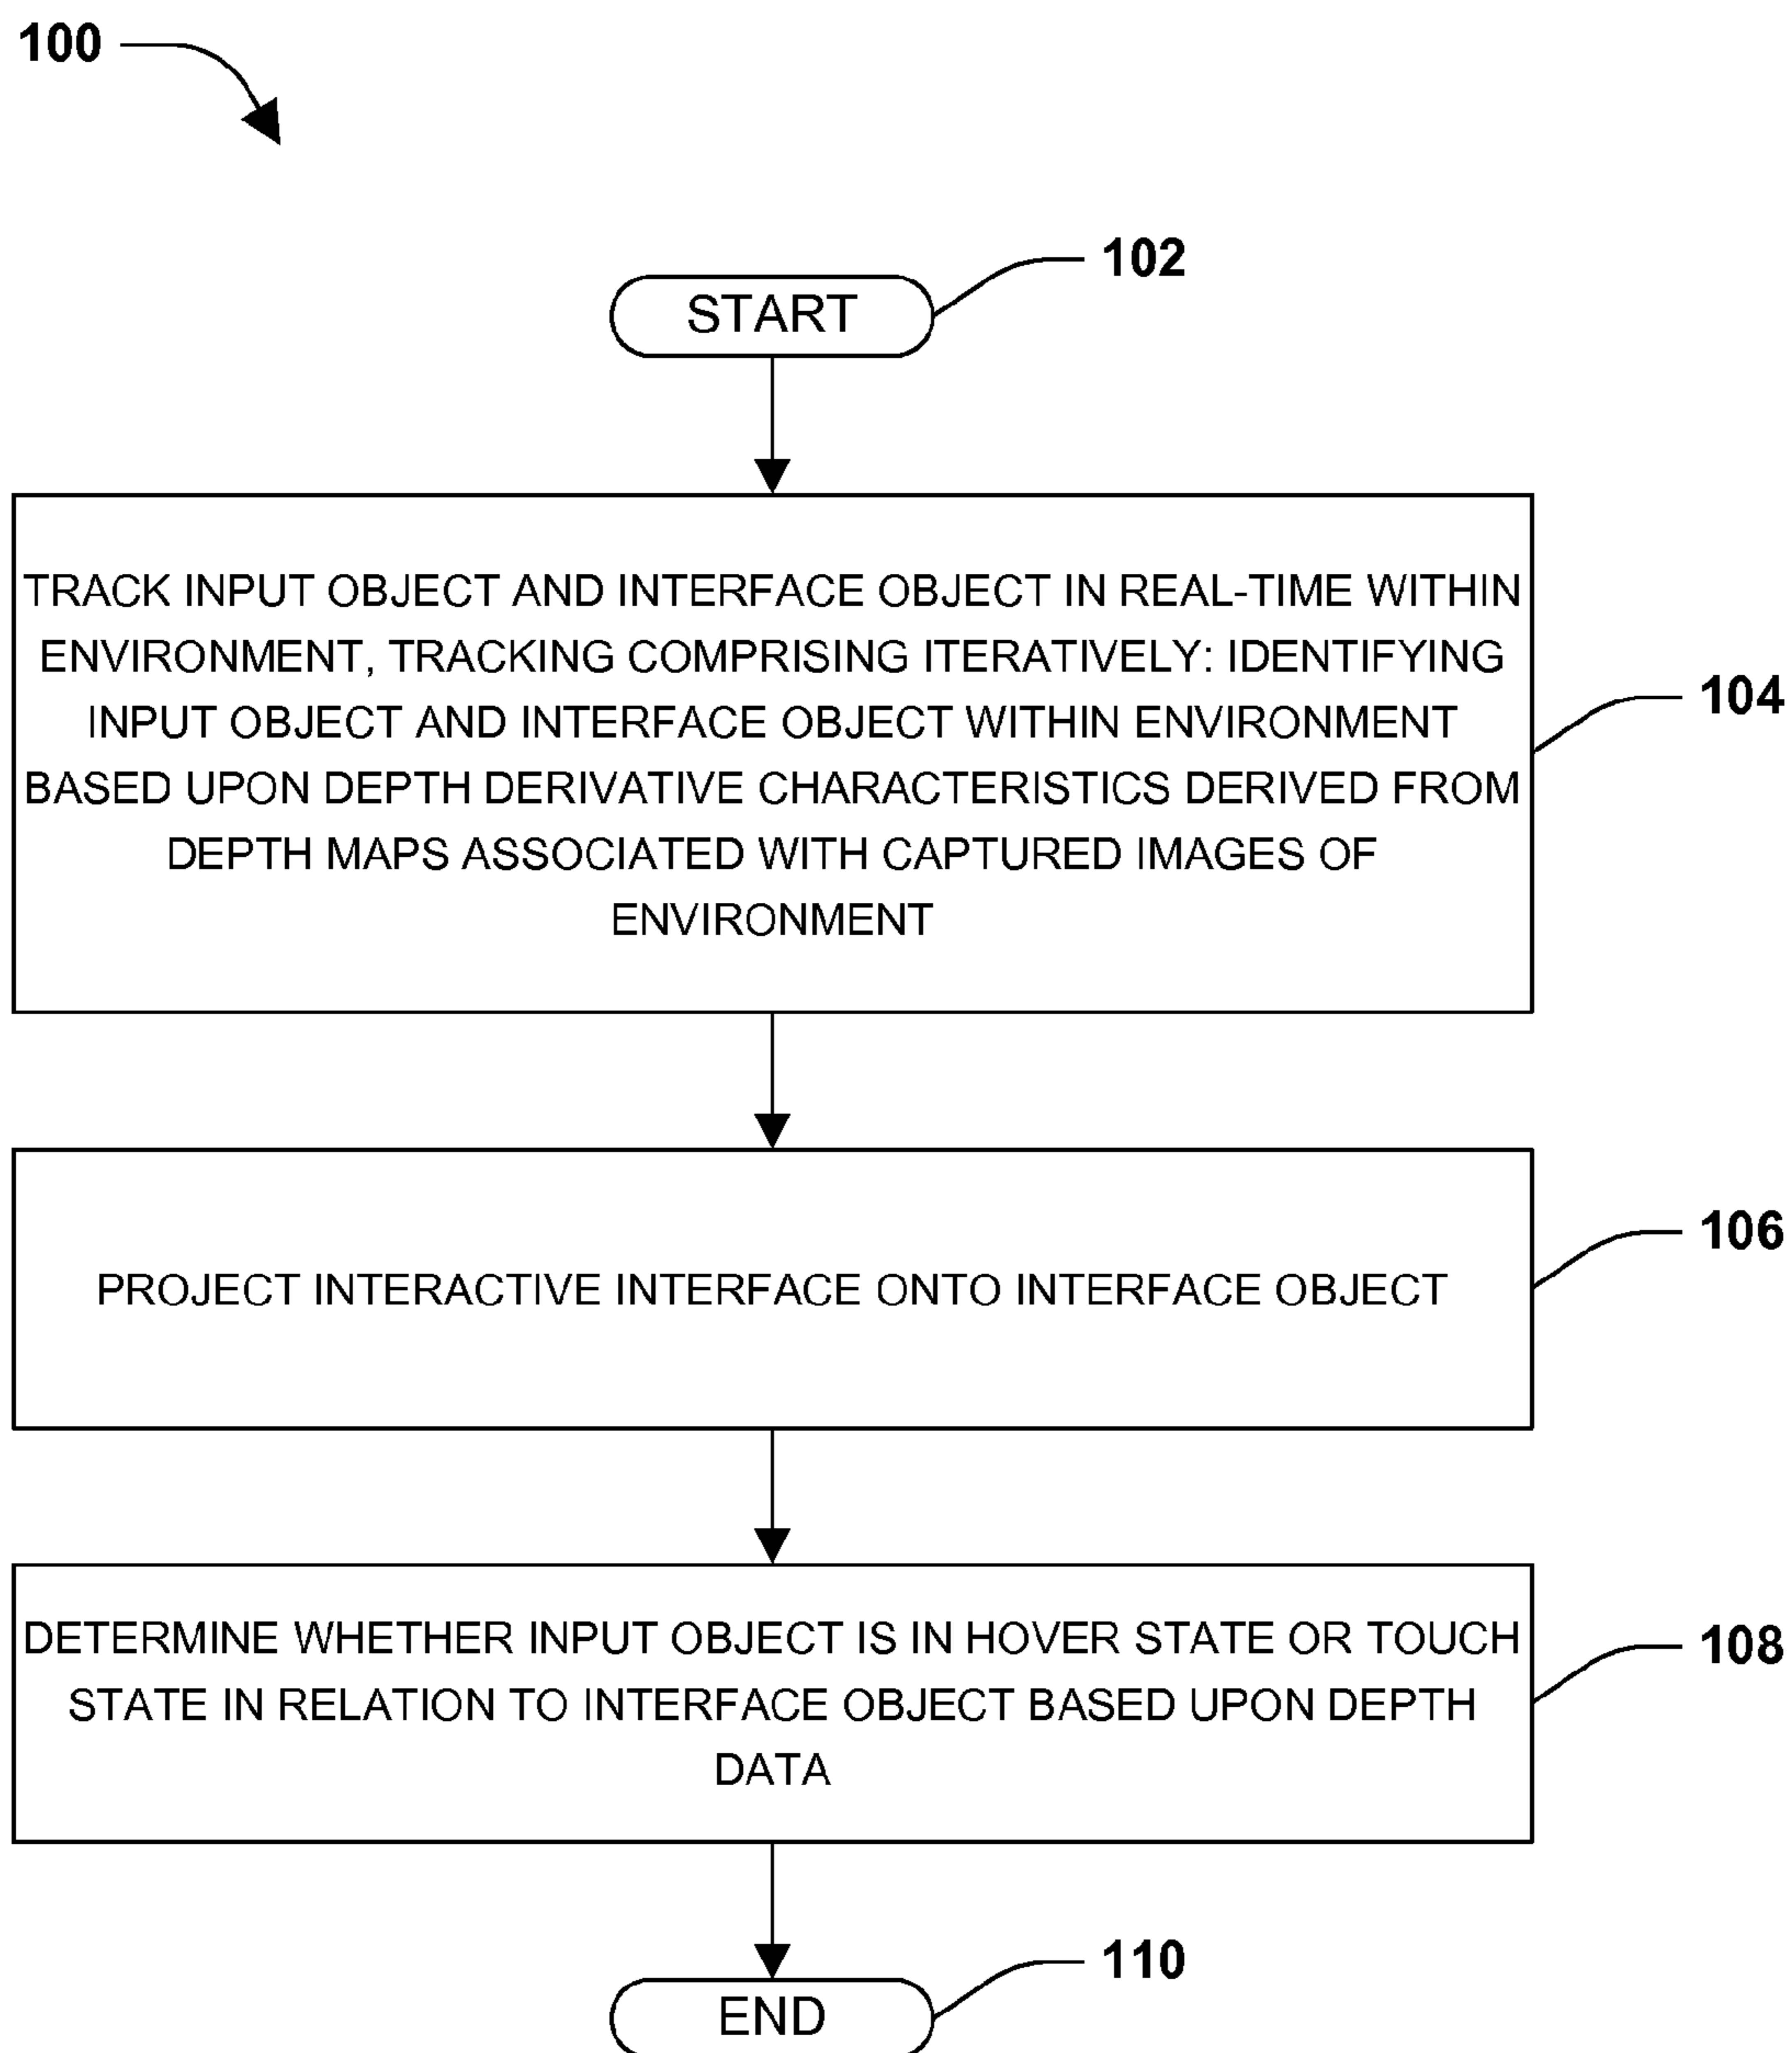 100
102
START
TRACK INPUT OBJECT AND INTERFACE OBJECT IN REAL-TIME WITHIN
ENVIRONMENT, TRACKING COMPRISING ITERATIVELY: IDENTIFYING
INPUT OBJECT AND INTERFACE OBJECT WITHIN ENVIRONMENT
BASED UPON DEPTH DERIVATIVE CHARACTERISTICS DERIVED FROM
DEPTH MAPS ASSOCIATED WITH CAPTURED IMAGES OF
ENVIRONMENT
104
PROJECT INTERACTIVE INTERFACE ONTO INTERFACE OBJECT
106
DETERMINE WHETHER INPUT OBJECT IS IN HOVER STATE OR TOUCH
STATE IN RELATION TO INTERFACE OBJECT BASED UPON DEPTH
DATA
108
110
END